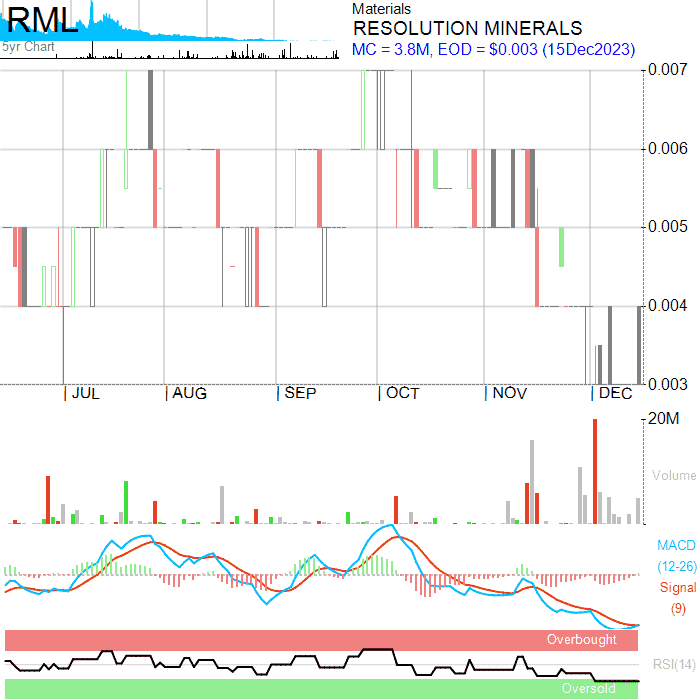 RML
5yr Chart
Materials
RESOLUTION MINERALS
MC = 3.8M, EOD = $0.003 (15Dec2023)
0.007
0.006
0.005
0.004
0.003
JUL
AUG
SEP
OCT
NOV
DEC
20M
Volume
MACD
(12-26)
Signal
(9)
Overbought
RSI(14)
Oversold